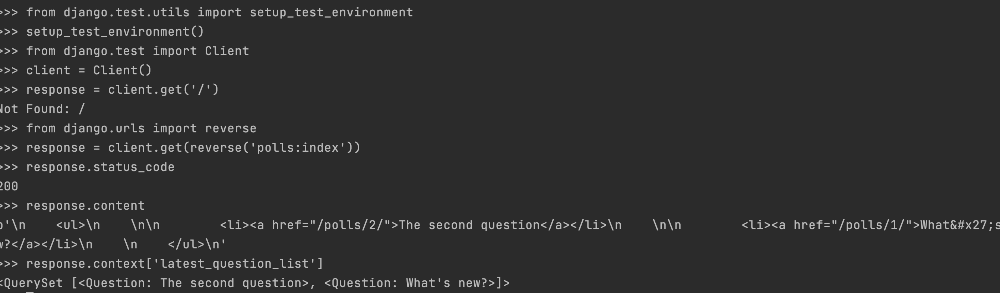 >>> from django.test.utils import setup_test_environment
>>> setup_test_environment()
>>> from django.test import Client
>>> client = Client()
>>> response = client.get('/')
Not Found: /
>>> from django.urls import reverse
>>> response = client.get(reverse('polls:index'))
>>> response.status_code
200
>>> response.content
b'\n    <ul>\n    \n\n        <li><a href="/polls/2/">The second question</a></li>\n    \n\n        <li><a href="/polls/1/">What&#x27;s
w?</a></li>\n    \n    </ul>\n'
>>> response.context['latest_question_list']
<QuerySet [<Question: The second question>, <Question: What's new?>]>